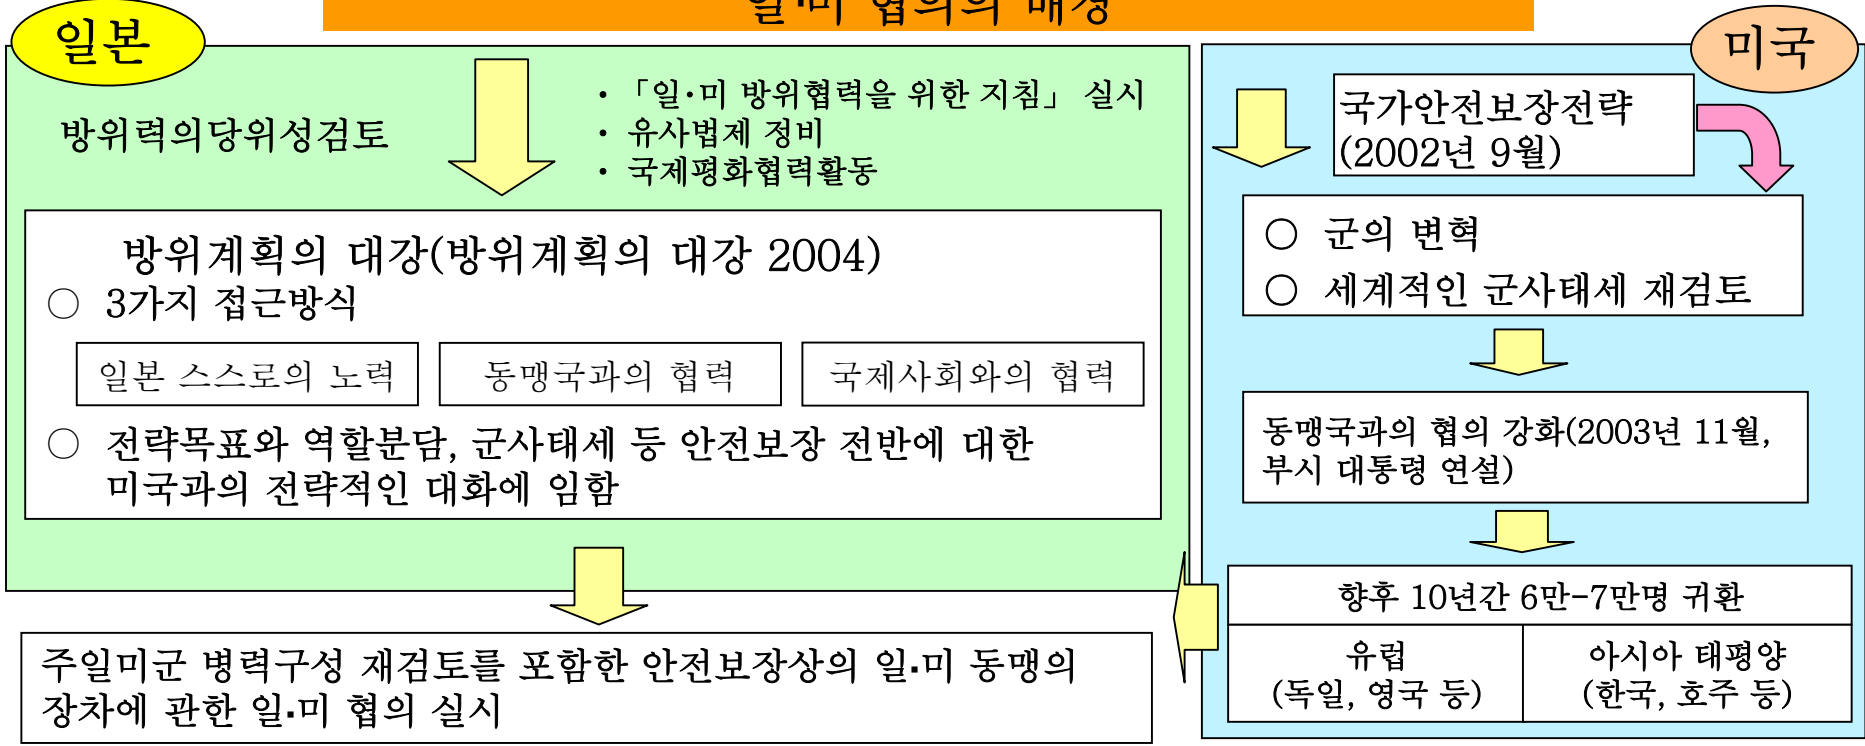 일·미 협의의 배경
일본
방위력의당위성검토
· 「일·미 방위협력을 위한 지침」 실시
· 유사법제 정비
· 국제평화협력활동
방위계획의 대강(방위계획의 대강 2004)
○ 3가지 접근방식
일본 스스로의 노력
동맹국과의 협력
국제사회와의 협력
○ 전략목표와 역할분담, 군사태세 등 안전보장 전반에 대한
미국과의 전략적인 대화에 임함
미국
국가안전보장전략
(2002년 9월)
○ 군의 변혁
○ 세계적인 군사태세 재검토
동맹국과의 협의 강화(2003년 11월,
부시 대통령 연설)
향후 10년간 6만-7만명 귀환
유럽
(독일, 영국 등)
아시아 태평양
(한국, 호주 등)
주일미군 병력구성 재검토를 포함한 안전보장상의 일·미 동맹의
장차에 관한 일·미 협의 실시